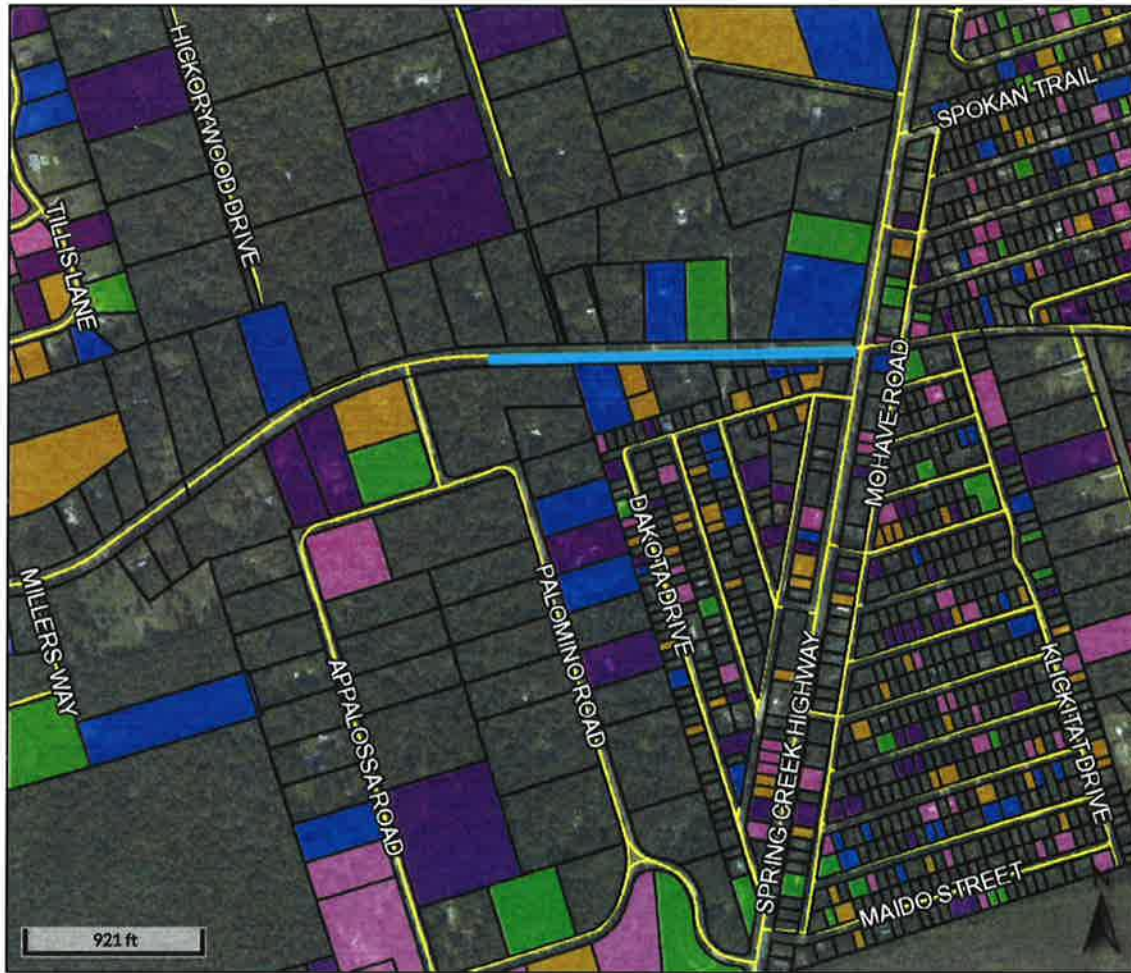 HICKORYWOOD DRIVE
SPOKAN TRAIL
TILLIS LANE
MOHAVE ROAD
DAKOTA DRIVE
MILLERS WAY
PALOMINO ROAD
APPALOSSA ROAD
SPRING CREEK HIGHWAY
KLICKITAT DRIVE
MAIDO STREET
N
921 ft